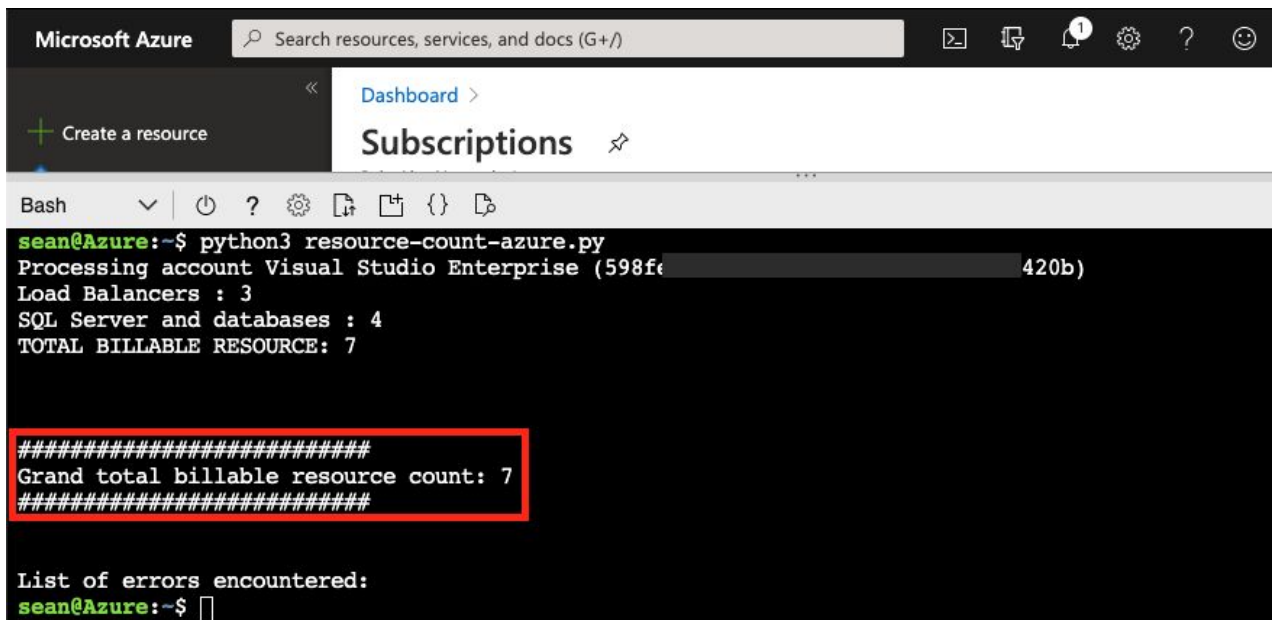 Microsoft Azure
Search resources, services, and docs (G+/)
1
«
Dashboard >
+ Create a resource
Subscriptions
Bash
sean@Azure:~$ python3 resource-count-azure.py
Processing account Visual Studio Enterprise (598f 420b)
Load Balancers : 3
SQL Server and databases : 4
TOTAL BILLABLE RESOURCE: 7
###########################
Grand total billable resource count: 7
###########################
List of errors encountered:
sean@Azure:~$